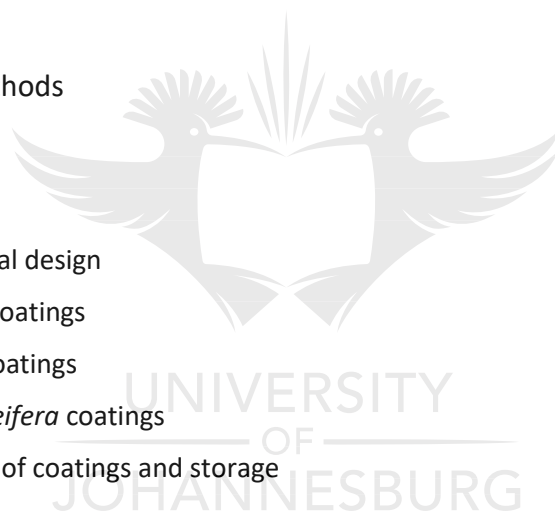 hods
al design
oatings
oatings
UNIVERSITY
eifera coatings
OF
of coatings and storage
JOHANNESBURG